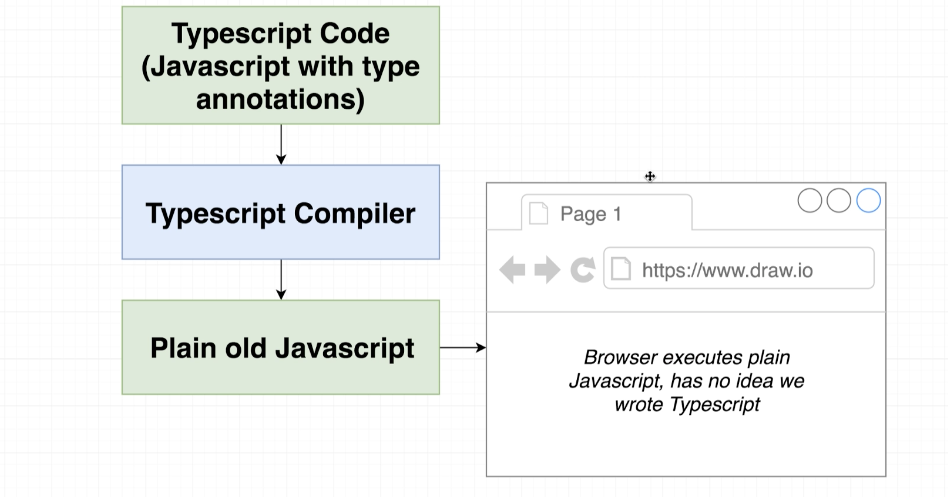 Typescript Code
(Javascript with type
annotations)
Typescript Compiler
Plain old Javascript
Page 1
https://www.draw.io
Browser executes plain
Javascript, has no idea we
wrote Typescript